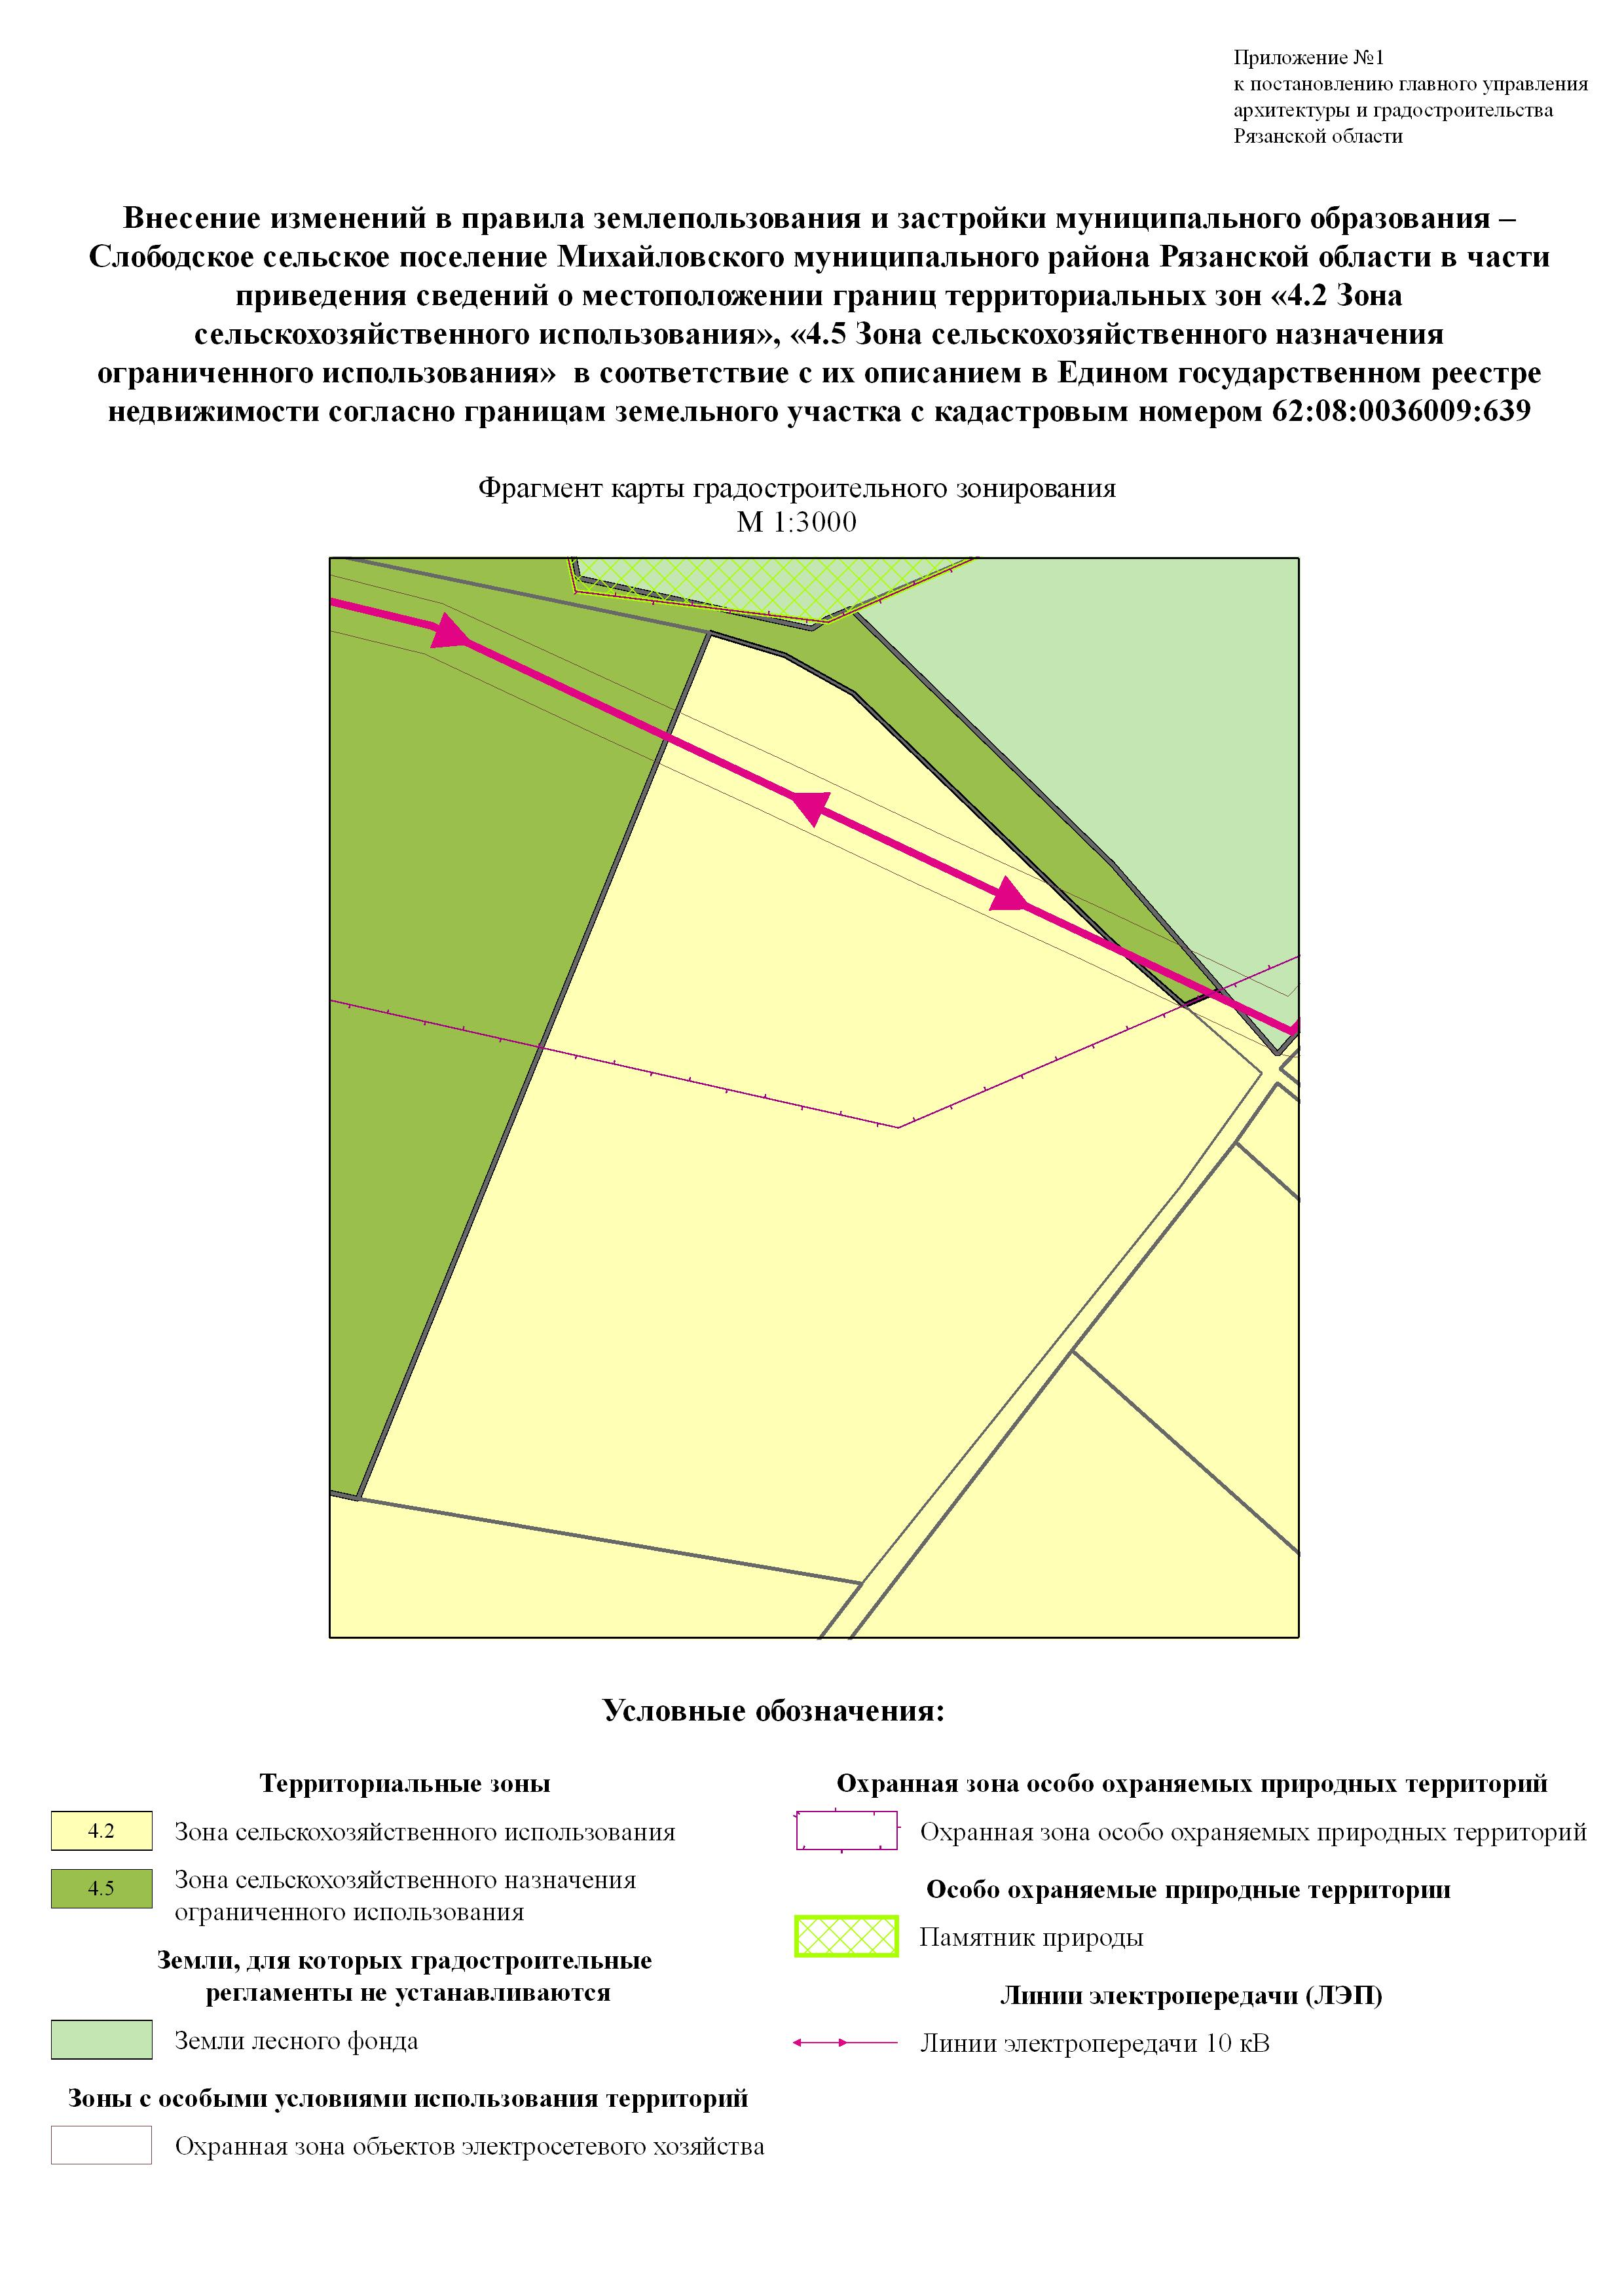 Приложение №1
к постановлению главного управления
архитектуры и градостроительства
Рязанской области
Внесение изменений в правила землепользования и застройки муниципального образования –
Слободское сельское поселение Михайловского муниципального района Рязанской области в части
приведения сведений о местоположении границ территориальных зон «4.2 Зона
сельскохозяйственного использования», «4.5 Зона сельскохозяйственного назначения
ограниченного использования» в соответствие с их описанием в Едином государственном реестре
недвижимости согласно границам земельного участка с кадастровым номером 62:08:0036009:639
Фрагмент карты градостроительного зонирования
М 1:3000
Условные обозначения:
Территориальные зоны
4.2 Зона сельскохозяйственного использования
4.5 Зона сельскохозяйственного назначения
ограниченного использования
Земли, для которых градостроительные
регламенты не устанавливаются
Земли лесного фонда
Зоны с особыми условиями использования территорий
Охранная зона объектов электросетевого хозяйства
Охранная зона особо охраняемых природных территорий
Охранная зона особо охраняемых природных территорий
Особо охраняемые природные территории
Памятник природы
Линии электропередачи (ЛЭП)
Линии электропередачи 10 кВ